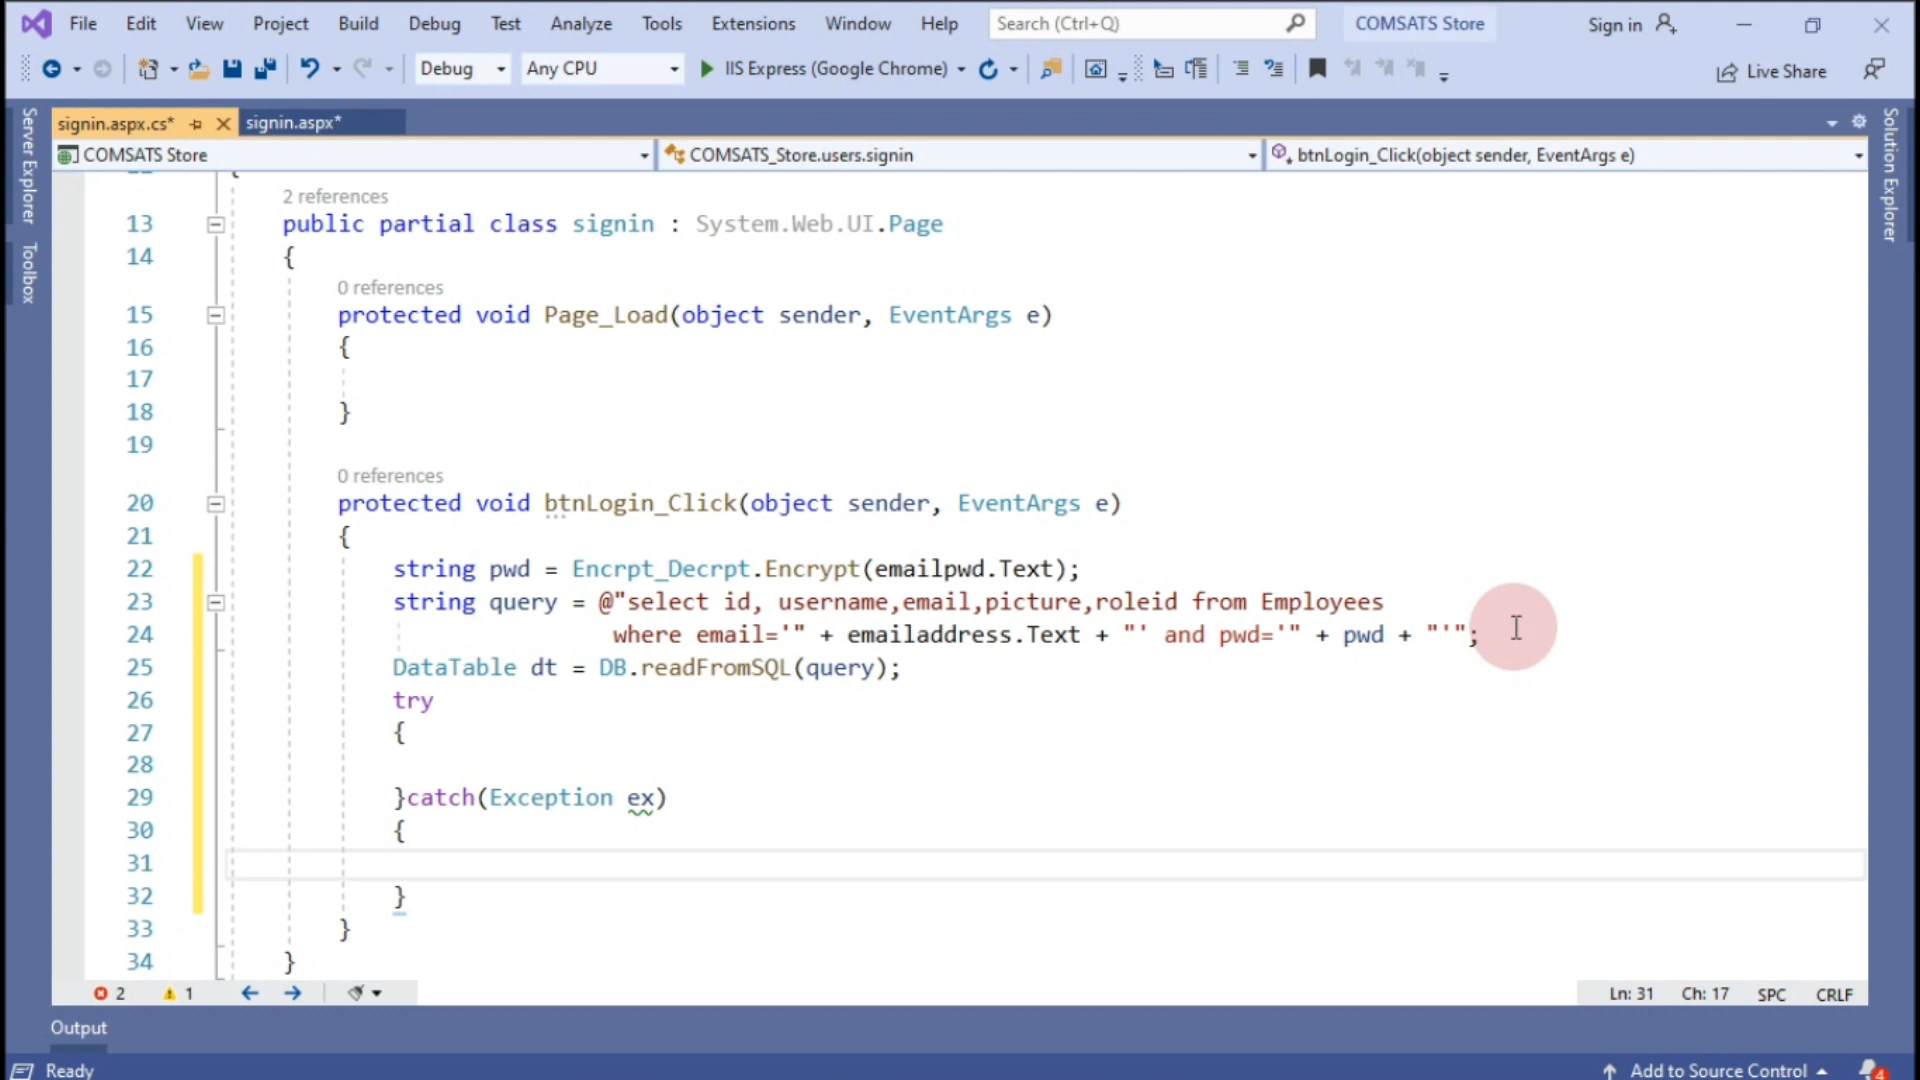 File Edit View Project Build Debug Test Analyze Tools Extensions Window Help Search (Ctrl+Q) COMSATS Store Sign in
Debug Any CPU IIS Express (Google Chrome) Live Share
Server Explorer
Toolbox
Solution Explorer
signin.aspx.cs* signin.aspx*
COMSATS Store COMSATS_Store.users.signin btnLogin_Click(object sender, EventArgs e)
2 references
13 public partial class signin : System.Web.UI.Page
14 {
0 references
15 protected void Page_Load(object sender, EventArgs e)
16 {
17
18 }
19
0 references
20 protected void btnLogin_Click(object sender, EventArgs e)
21 {
22 string pwd = Encrpt_Decrpt.Encrypt(emailpwd.Text);
23 string query = @"select id, username,email,picture,roleid from Employees
24 where email='" + emailaddress.Text + "' and pwd='" + pwd + "'";
25 DataTable dt = DB.readFromSQL(query);
26 try
27 {
28
29 }catch(Exception ex)
30 {
31
32 }
33 }
34 }
2 1 Ln: 31 Ch: 17 SPC CRLF
Output
Ready Add to Source Control 4